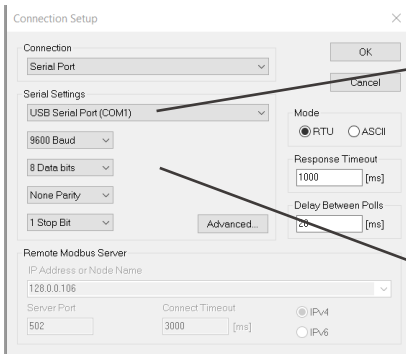 Connection Setup
Connection
OK
Serial Port
Cancel
Serial Settings
USB Serial Port (COM1)
Mode
RTU
ASCII
9600 Baud
8 Data bits
Response Timeout
1000 [ms]
None Parity
Delay Between Polls
1 Stop Bit
Advanced...
20 [ms]
Remote Modbus Server
IP Address or Node Name
128.0.0.106
Server Port
Connect Timeout
IPv4
502
3000 [ms]
IPv6